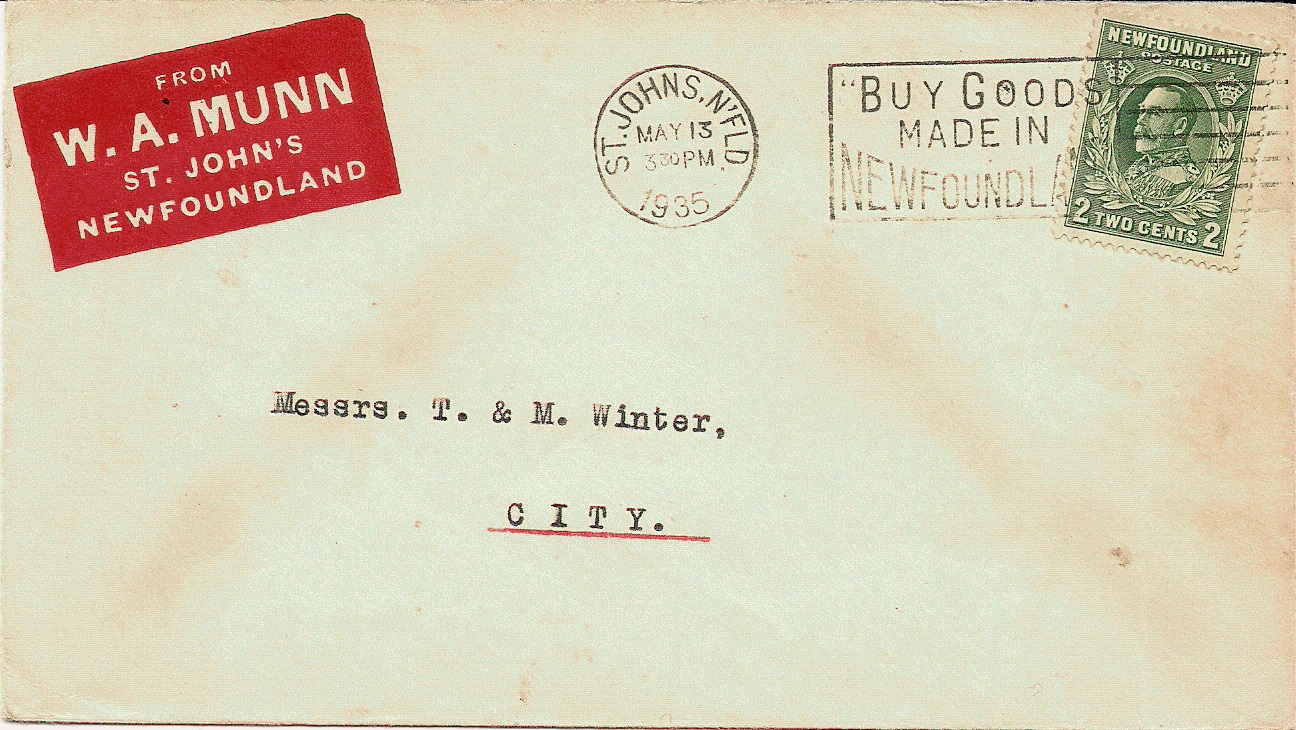 FROM
W. A. MUNN
ST. JOHN'S
NEWFOUNDLAND
ST. JOHNS, N'FLD.
MAY 13
3 30 PM
1935
"BUY GOODS
MADE IN
NEWFOUNDLA
NEWFOUNDLAND
POSTAGE
2 TWO CENTS 2
Messrs. T. & M. Winter,
C I T Y.